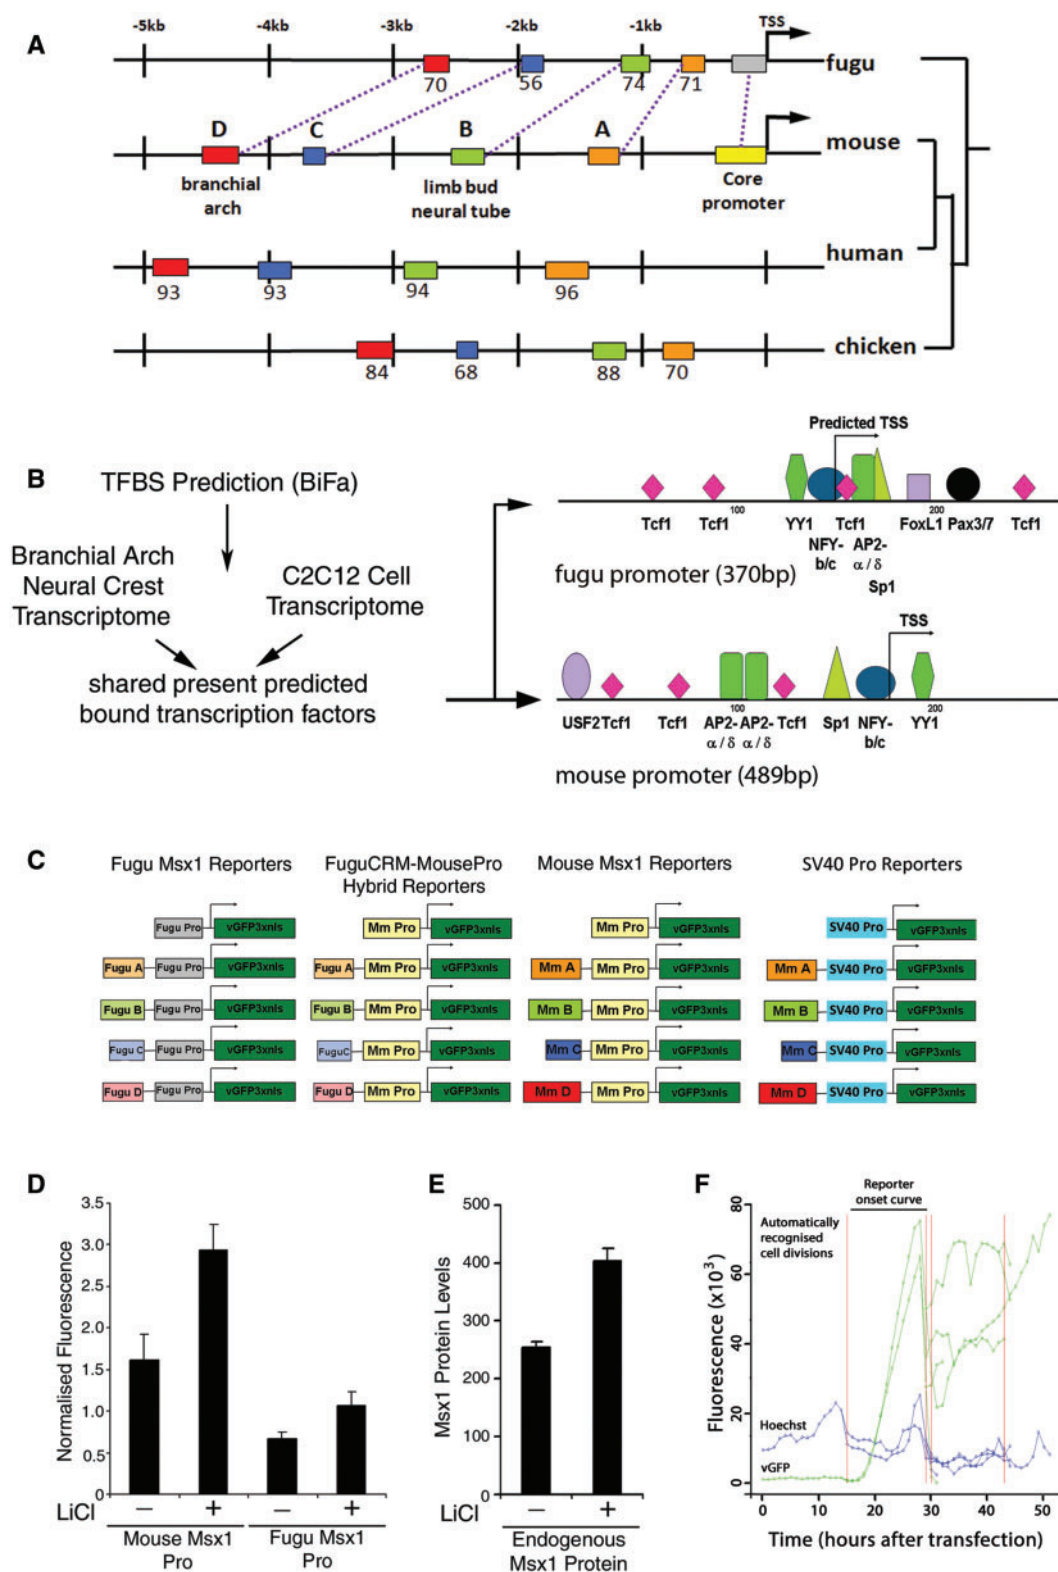 A
-5kb -4kb -3kb -2kb -1kb TSS
fugu
70 56 74 71
D C B A
mouse
branchial arch
limb bud neural tube
Core promoter
human
93 93 94 96
chicken
84 68 88 70
B
TFBS Prediction (BiFa)
Branchial Arch
Neural Crest
Transcriptome
C2C12 Cell
Transcriptome
shared present predicted
bound transcription factors
Predicted TSS
100 200
Tcf1 Tcf1 YY1 Tcf1 FoxL1 Pax3/7 Tcf1
NFY-b/c AP2-α/δ
Sp1
fugu promoter (370bp)
TSS
100 200
USF2 Tcf1 Tcf1 AP2-α/δ AP2-α/δ Tcf1 Sp1 NFY-b/c YY1
mouse promoter (489bp)
C
Fugu Msx1 Reporters
FuguCRM-MousePro
Hybrid Reporters
Mouse Msx1 Reporters
SV40 Pro Reporters
Fugu Pro vGFP3xnls Mm Pro vGFP3xnls Mm Pro vGFP3xnls SV40 Pro vGFP3xnls
Fugu A Fugu Pro vGFP3xnls Fugu A Mm Pro vGFP3xnls Mm A Mm Pro vGFP3xnls Mm A SV40 Pro vGFP3xnls
Fugu B Fugu Pro vGFP3xnls Fugu B Mm Pro vGFP3xnls Mm B Mm Pro vGFP3xnls Mm B SV40 Pro vGFP3xnls
Fugu C Fugu Pro vGFP3xnls FuguC Mm Pro vGFP3xnls Mm C Mm Pro vGFP3xnls Mm C SV40 Pro vGFP3xnls
Fugu D Fugu Pro vGFP3xnls Fugu D Mm Pro vGFP3xnls Mm D Mm Pro vGFP3xnls Mm D SV40 Pro vGFP3xnls
D
Normalised Fluorescence
3.5
3.0
2.5
2.0
1.5
1.0
0.5
0
LiCl − + − +
Mouse Msx1
Pro
Fugu Msx1
Pro
E
Msx1 Protein Levels
500
400
300
200
100
0
LiCl − +
Endogenous
Msx1 Protein
F
Reporter
onset curve
Automatically
recognised
cell divisions
Hoechst
vGFP
Fluorescence (x10³)
80
60
40
20
0
0 10 20 30 40 50
Time (hours after transfection)